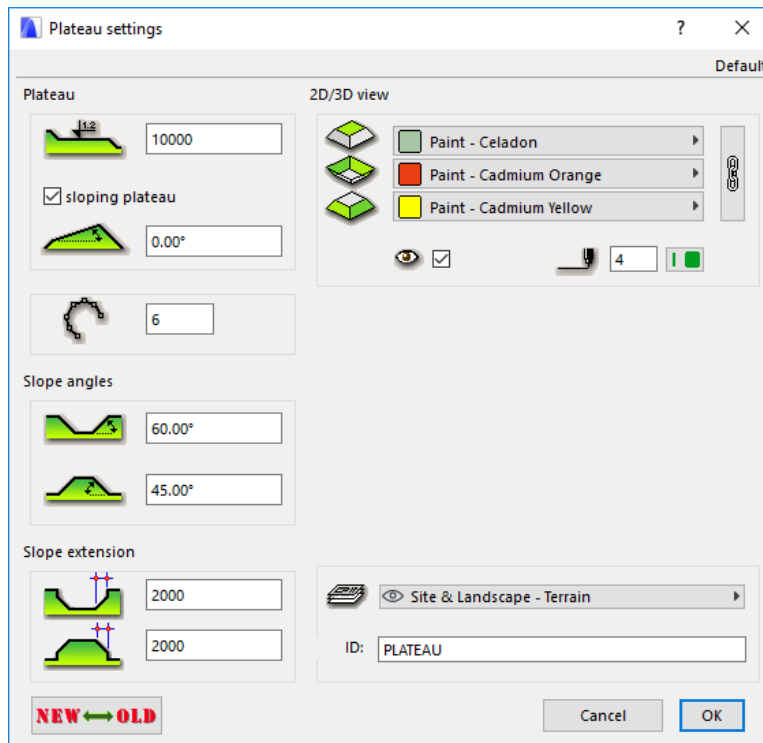 Plateau settings
?
Default
Plateau
2D/3D view
1.2
10000
sloping plateau
0.00°
6
Paint - Celadon
Paint - Cadmium Orange
Paint - Cadmium Yellow
4
Slope angles
60.00°
45.00°
Slope extension
2000
2000
Site & Landscape - Terrain
ID:
PLATEAU
NEW OLD
Cancel
OK